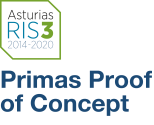 Asturias
RIS3
2014-2020
Primas Proof
of Concept